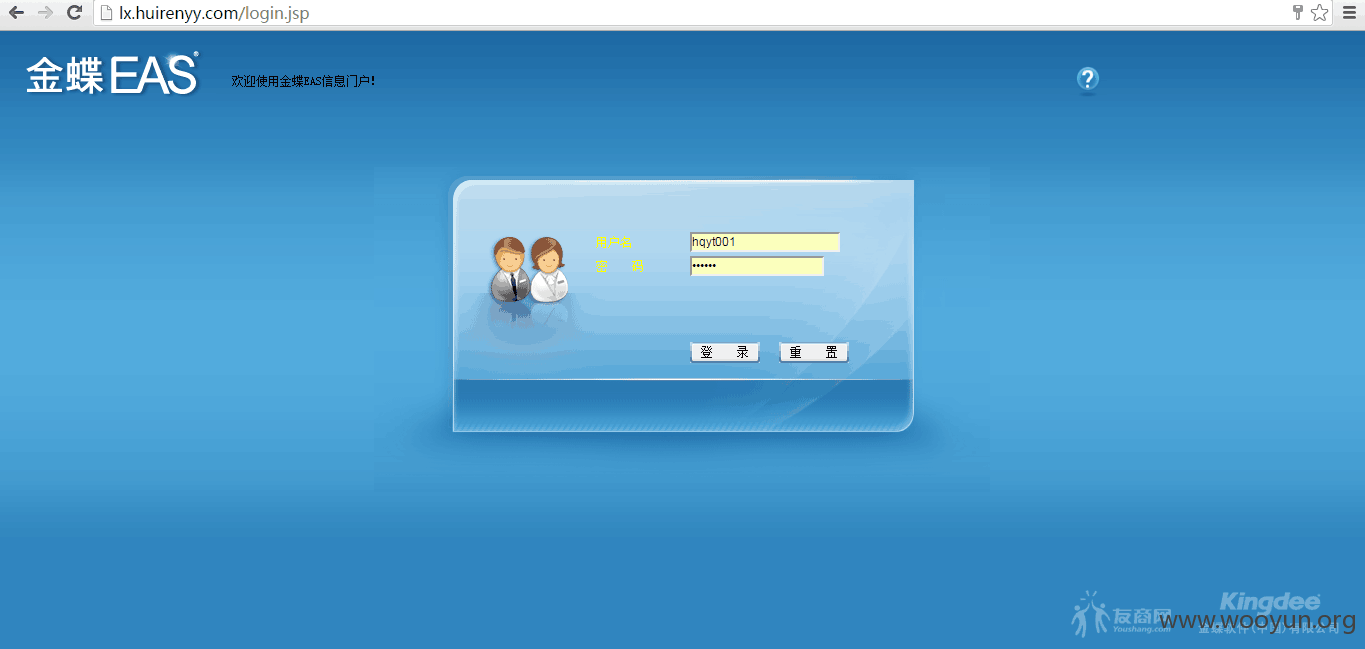 lx.huirenyy.com/login.jsp
金蝶EAS®
欢迎使用金蝶EAS信息门户！
?
用户名
hqyt001
密 码
••••••
登 录
重 置
Kingdee
友商网
Youshang.com
金蝶软件(中国)有限公司
www.wooyun.org